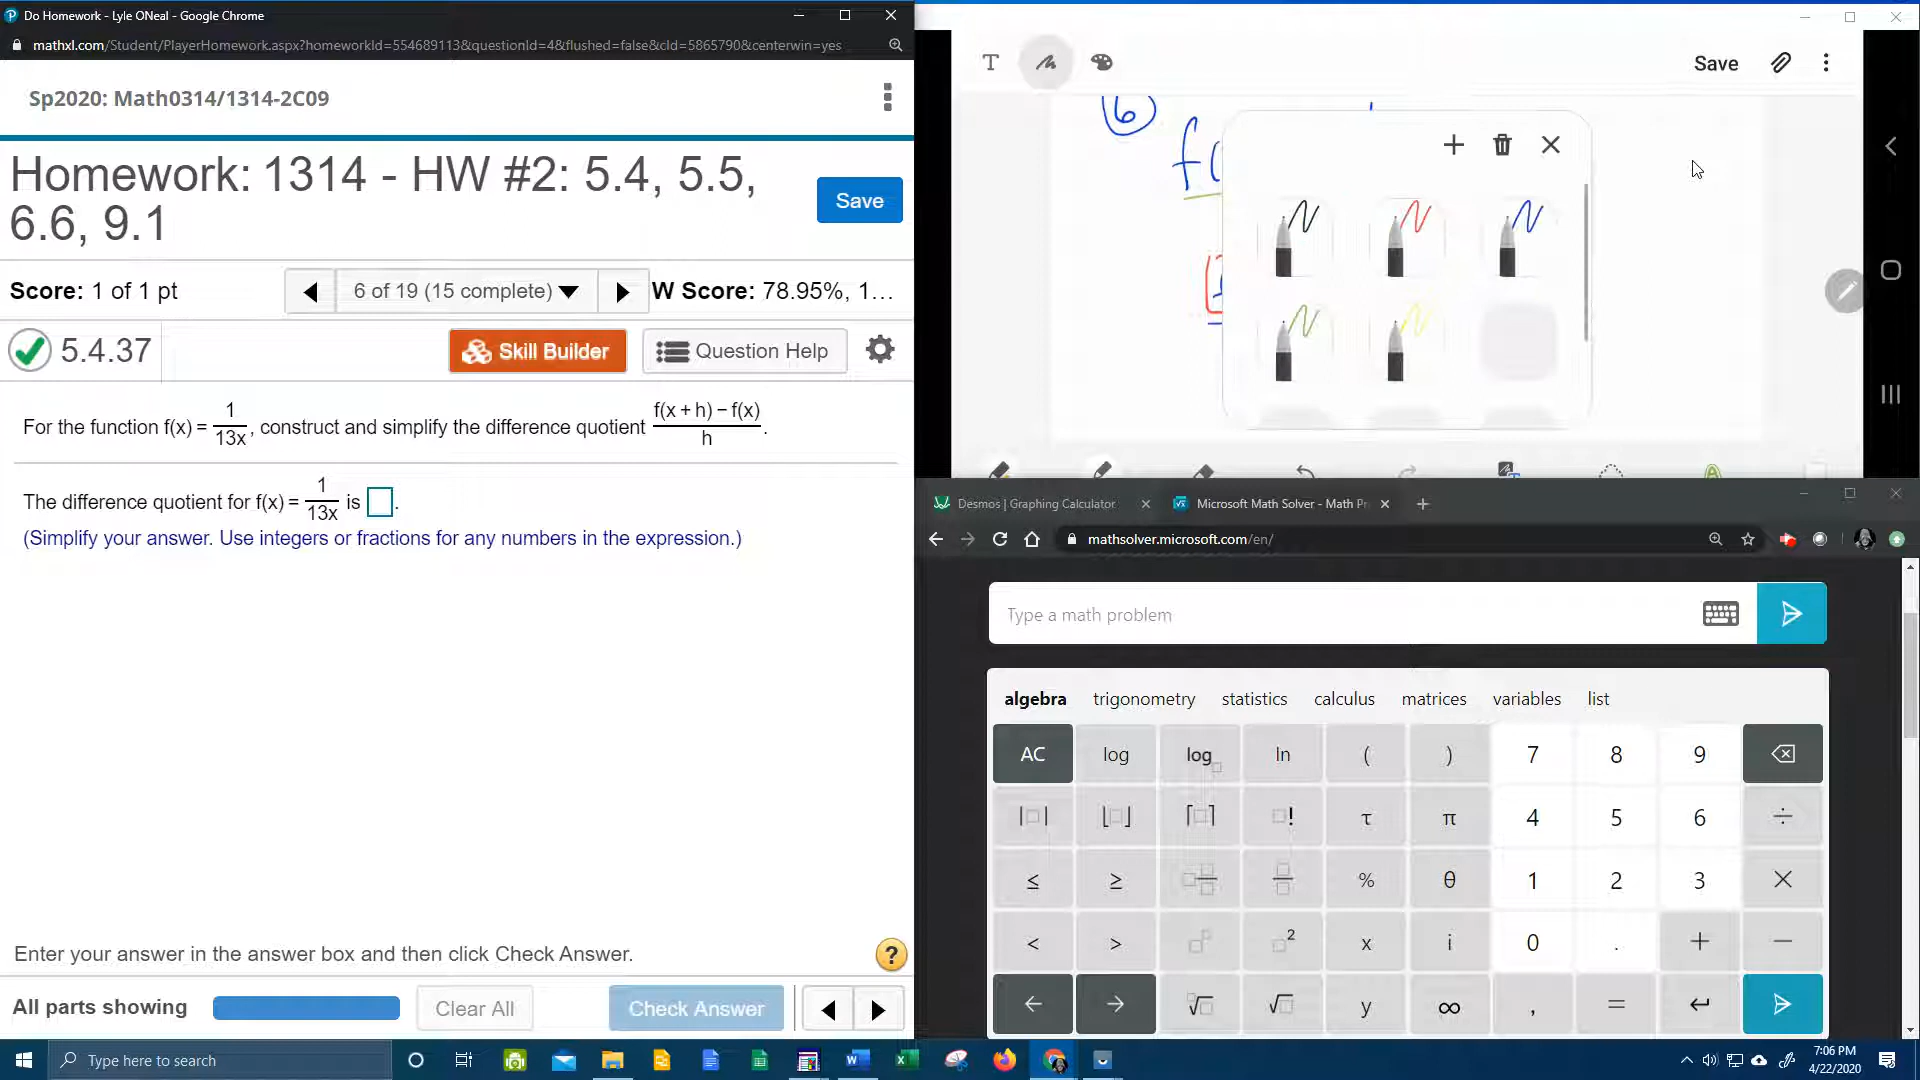 Do Homework - Lyle ONeal - Google Chrome
mathxl.com/Student/PlayerHomework.aspx?homeworkId=554689113&questionId=4&flushed=false&cId=5865790&centerwin=yes
Sp2020: Math0314/1314-2C09
Homework: 1314 - HW #2: 5.4, 5.5,
6.6, 9.1
Save
Score: 1 of 1 pt
6 of 19 (15 complete)
W Score: 78.95%, 1...
5.4.37
Skill Builder
Question Help
For the function f(x) = 1/13x, construct and simplify the difference quotient f(x + h) − f(x)/h.
The difference quotient for f(x) = 1/13x is .
(Simplify your answer. Use integers or fractions for any numbers in the expression.)
Enter your answer in the answer box and then click Check Answer.
?
All parts showing
Clear All
Check Answer
T
Save
6
f(
Desmos | Graphing Calculator
Microsoft Math Solver - Math Pr
mathsolver.microsoft.com/en/
Type a math problem
algebra trigonometry statistics calculus matrices variables list
AC log log ln ( ) 7 8 9
|□| ⌊□⌋ ⌈□⌉ □! τ π 4 5 6 ÷
≤ ≥ % θ 1 2 3 ×
< > □² x i 0 . + −
← → √ √ y ∞ , = ↵
Type here to search
7:06 PM
4/22/2020